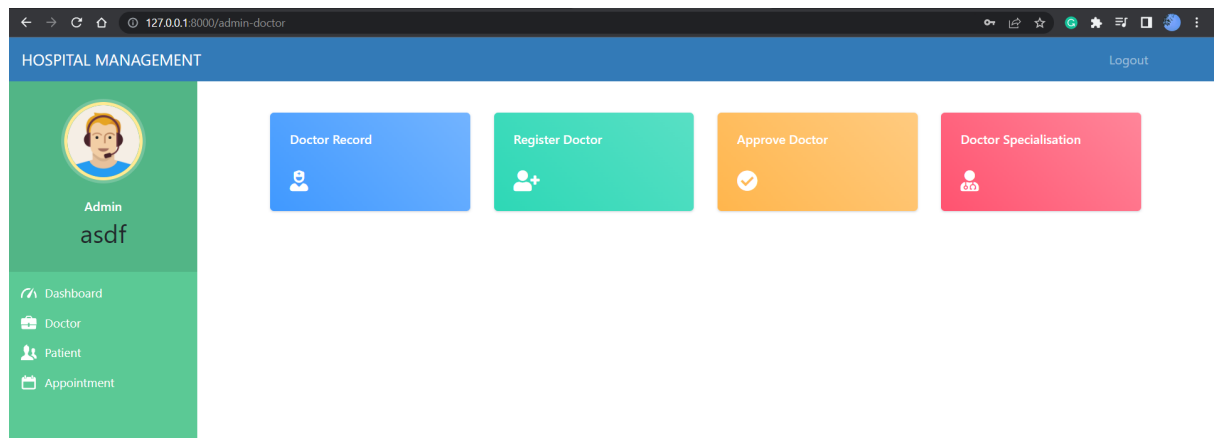 127.0.0.1:8000/admin-doctor
HOSPITAL MANAGEMENT
Logout
Doctor Record
Register Doctor
Approve Doctor
Doctor Specialisation
Admin
asdf
Dashboard
Doctor
Patient
Appointment